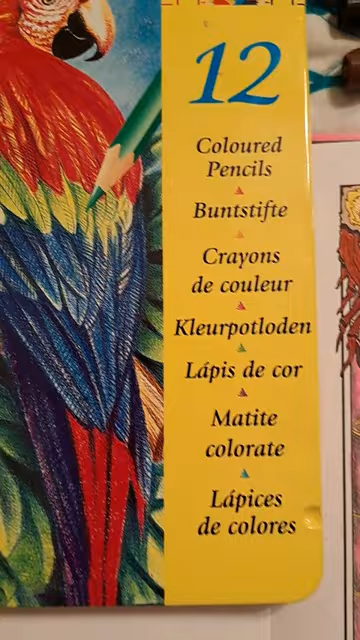 12
Coloured
Pencils
Buntstifte
Crayons
de couleur
Kleurpotloden
Lápis de cor
Matite
colorate
Lápices
de colores